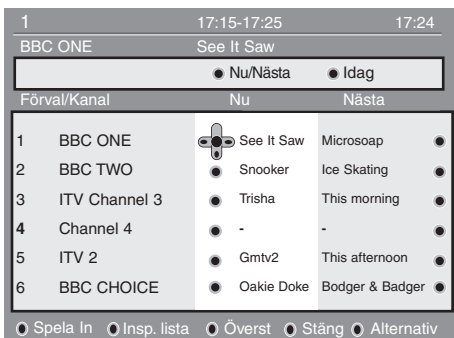 1 17:15-17:25 17:24
BBC ONE See It Saw
Nu/Nästa Idag
Förval/Kanal Nu Nästa
1 BBC ONE See It Saw Microsoap
2 BBC TWO Snooker Ice Skating
3 ITV Channel 3 Trisha This morning
4 Channel 4 - -
5 ITV 2 Gmtv2 This afternoon
6 BBC CHOICE Oakie Doke Bodger & Badger
Spela In Insp. lista Överst Stäng Alternativ